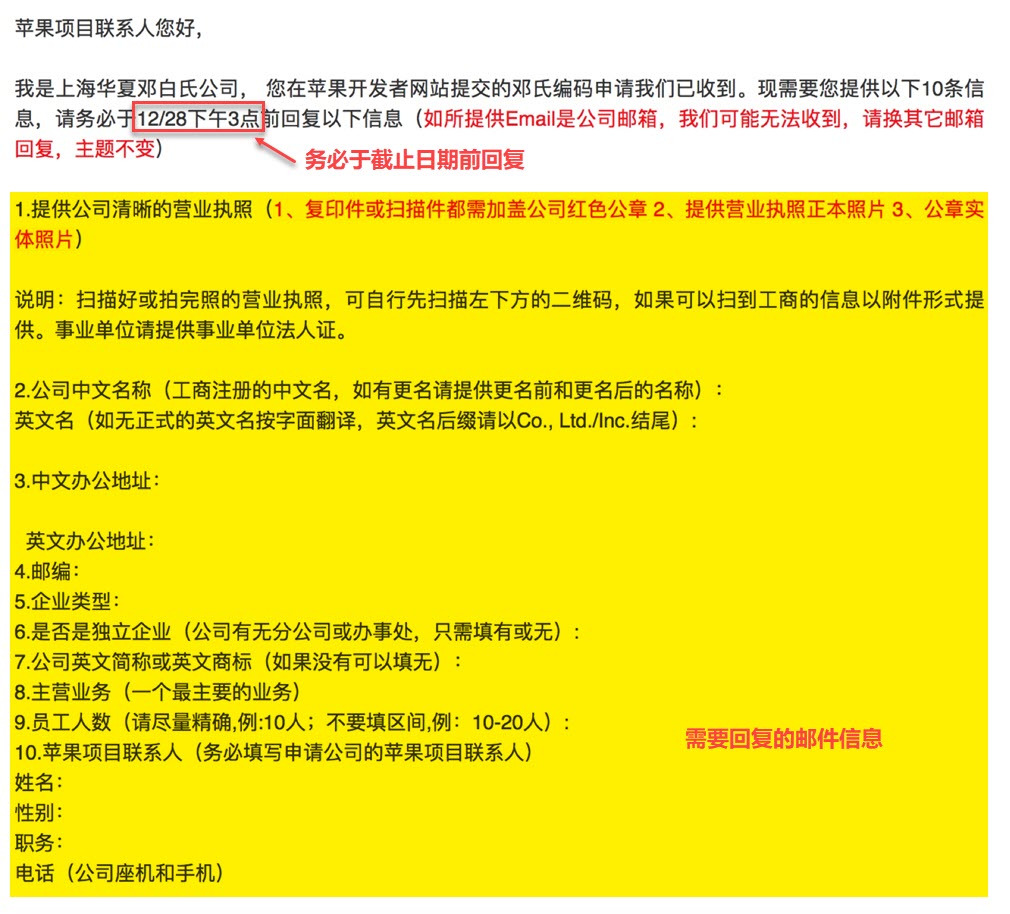 苹果项目联系人您好，
我是上海华夏邓白氏公司， 您在苹果开发者网站提交的邓氏编码申请我们已收到。现需要您提供以下10条信
息，请务必于12/28下午3点前回复以下信息（如所提供Email是公司邮箱，我们可能无法收到，请换其它邮箱
回复，主题不变）
务必于截止日期前回复
1.提供公司清晰的营业执照（1、复印件或扫描件都需加盖公司红色公章 2、提供营业执照正本照片 3、公章实
体照片）
说明：扫描好或拍完照的营业执照，可自行先扫描左下方的二维码，如果可以扫到工商的信息以附件形式提
供。事业单位请提供事业单位法人证。
2.公司中文名称（工商注册的中文名，如有更名请提供更名前和更名后的名称）：
英文名（如无正式的英文名按字面翻译，英文名后缀请以Co., Ltd./Inc.结尾）：
3.中文办公地址：
英文办公地址：
4.邮编：
5.企业类型：
6.是否是独立企业（公司有无分公司或办事处，只需填有或无）：
7.公司英文简称或英文商标（如果没有可以填无）：
8.主营业务（一个最主要的业务）
9.员工人数（请尽量精确,例:10人；不要填区间,例：10-20人）：
需要回复的邮件信息
10.苹果项目联系人（务必填写申请公司的苹果项目联系人）
姓名：
性别：
职务：
电话（公司座机和手机）